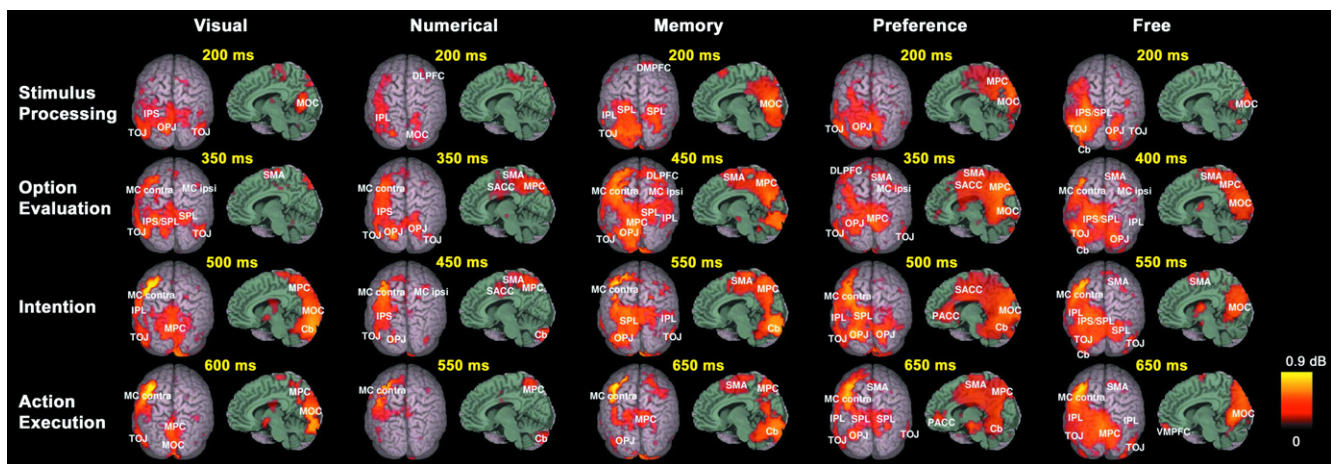 Visual Numerical Memory Preference Free
Stimulus Processing
200 ms 200 ms 200 ms 200 ms 200 ms
IPS TOJ OPJ TOJ MOC
DLPFC IPL MOC
DMPFC IPL SPL SPL TOJ MOC
TOJ OPJ MPC MOC
IPS/SPL TOJ OPJ TOJ Cb MOC
Option Evaluation
350 ms 350 ms 450 ms 350 ms 400 ms
MC contra MC ipsi IPS/SPL SPL TOJ TOJ SMA
MC contra IPS OPJ TOJ OPJ TOJ SMA SACC MPC
DLPFC MC contra MC ipsi SPL IPL MPC TOJ OPJ SMA MPC
DLPFC SMA MC ipsi MPC OPJ TOJ TOJ SMA SACC MPC MOC
SMA MC contra MC ipsi IPS/SPL IPL TOJ OPJ Cb SMA MPC MOC
Intention
500 ms 450 ms 550 ms 500 ms 550 ms
MC contra IPL MPC TOJ MPC MOC Cb
MC contra MC ipsi IPS TOJ OPJ SMA SACC MPC Cb
MC contra SPL IPL OPJ TOJ SMA MPC Cb
MC contra IPL SPL TOJ OPJ OPJ SACC PACC MPC MOC
SMA MC contra IPL IPS/SPL SPL TOJ TOJ Cb SMA MOC
Action Execution
600 ms 550 ms 650 ms 650 ms 650 ms
MC contra MPC TOJ MOC MPC MOC
MC contra MPC Cb
MC contra MPC OPJ SMA MPC Cb
SMA MC contra IPL SPL SPL TOJ OPJ TOJ SMA MPC PACC Cb
SMA MC contra IPL IPL TOJ MPC TOJ VMPFC MOC
0.9 dB
0